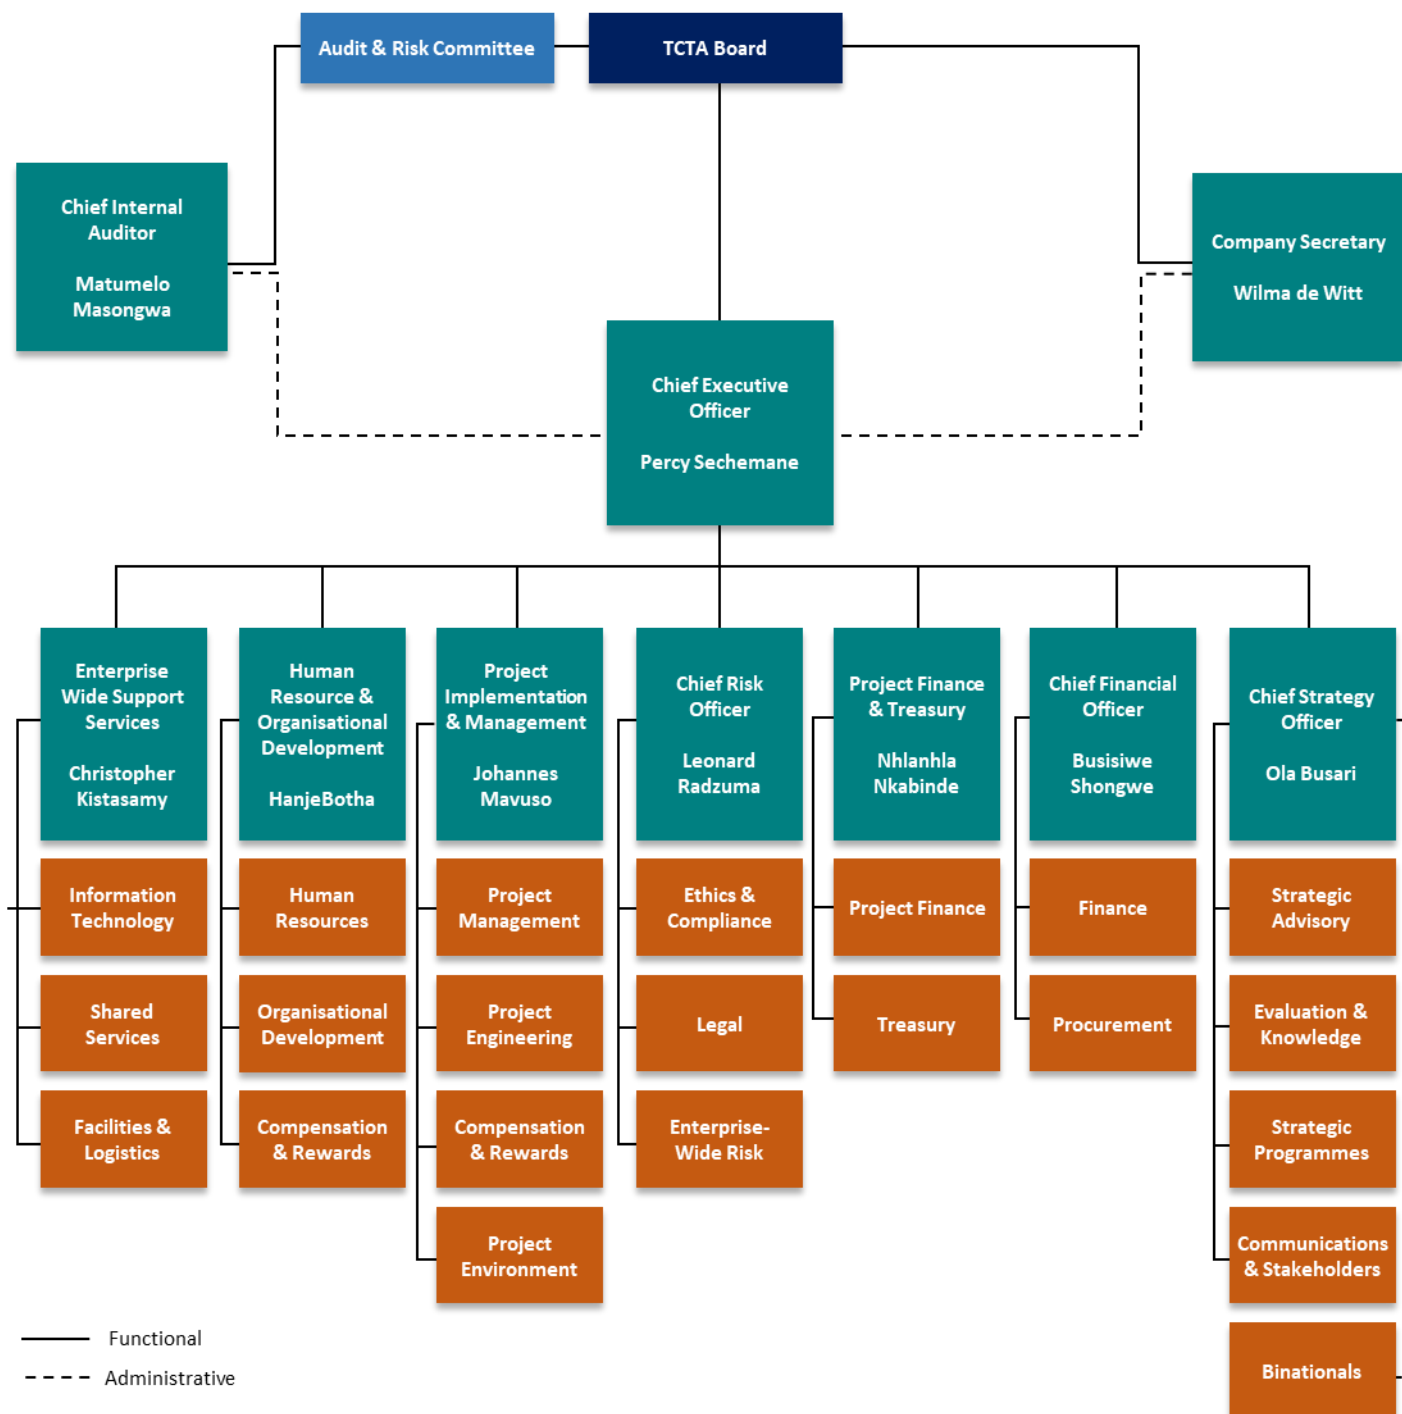 Audit & Risk Committee
TCTA Board
Chief Internal
Auditor
Matumelo
Masongwa
Company Secretary
Wilma de Witt
Chief Executive
Officer
Percy Sechemane
Enterprise
Wide Support
Services
Christopher
Kistasamy
Human
Resource &
Organisational
Development
HanjeBotha
Project
Implementation
& Management
Johannes
Mavuso
Chief Risk
Officer
Leonard
Radzuma
Project Finance
& Treasury
Nhlanhla
Nkabinde
Chief Financial
Officer
Busisiwe
Shongwe
Chief Strategy
Officer
Ola Busari
Information
Technology
Shared
Services
Facilities &
Logistics
Human
Resources
Organisational
Development
Compensation
& Rewards
Project
Management
Project
Engineering
Compensation
& Rewards
Project
Environment
Ethics &
Compliance
Legal
Enterprise-
Wide Risk
Project Finance
Treasury
Finance
Procurement
Strategic
Advisory
Evaluation &
Knowledge
Strategic
Programmes
Communications
& Stakeholders
Binationals
Functional
Administrative